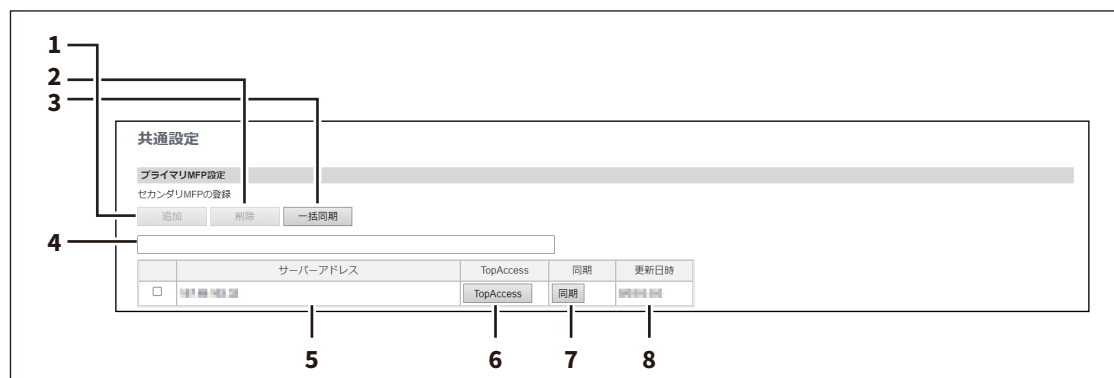 1
2
3
共通設定
プライマリMFP設定
セカンダリMFPの登録
追加 削除 一括同期
4
サーバーアドレス TopAccess 同期 更新日時
TopAccess 同期
5 6 7 8